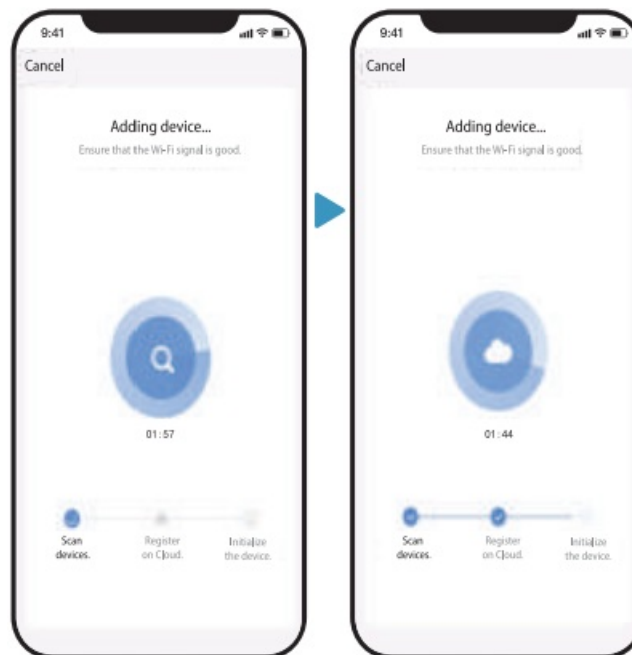 9:41
Cancel
Adding device...
Ensure that the Wi-Fi signal is good.
01:57
Scan
devices.
Register
on Cloud.
Initialize
the device.
9:41
Cancel
Adding device...
Ensure that the Wi-Fi signal is good.
01:44
Scan
devices.
Register
on Cloud.
Initialize
the device.